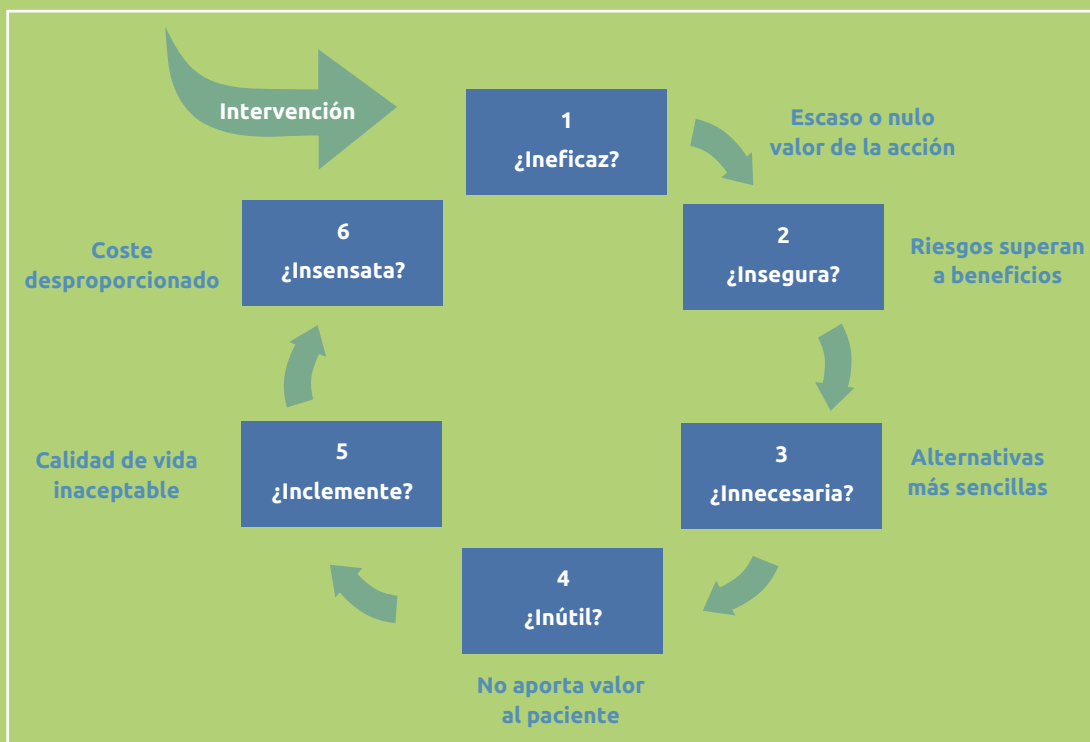 Intervención
1
¿Ineficaz?
Escaso o nulo
valor de la acción
2
¿Insegura?
Riesgos superan
a beneficios
3
¿Innecesaria?
Alternativas
más sencillas
4
¿Inútil?
No aporta valor
al paciente
5
¿Inclemente?
Calidad de vida
inaceptable
6
¿Insensata?
Coste
desproporcionado